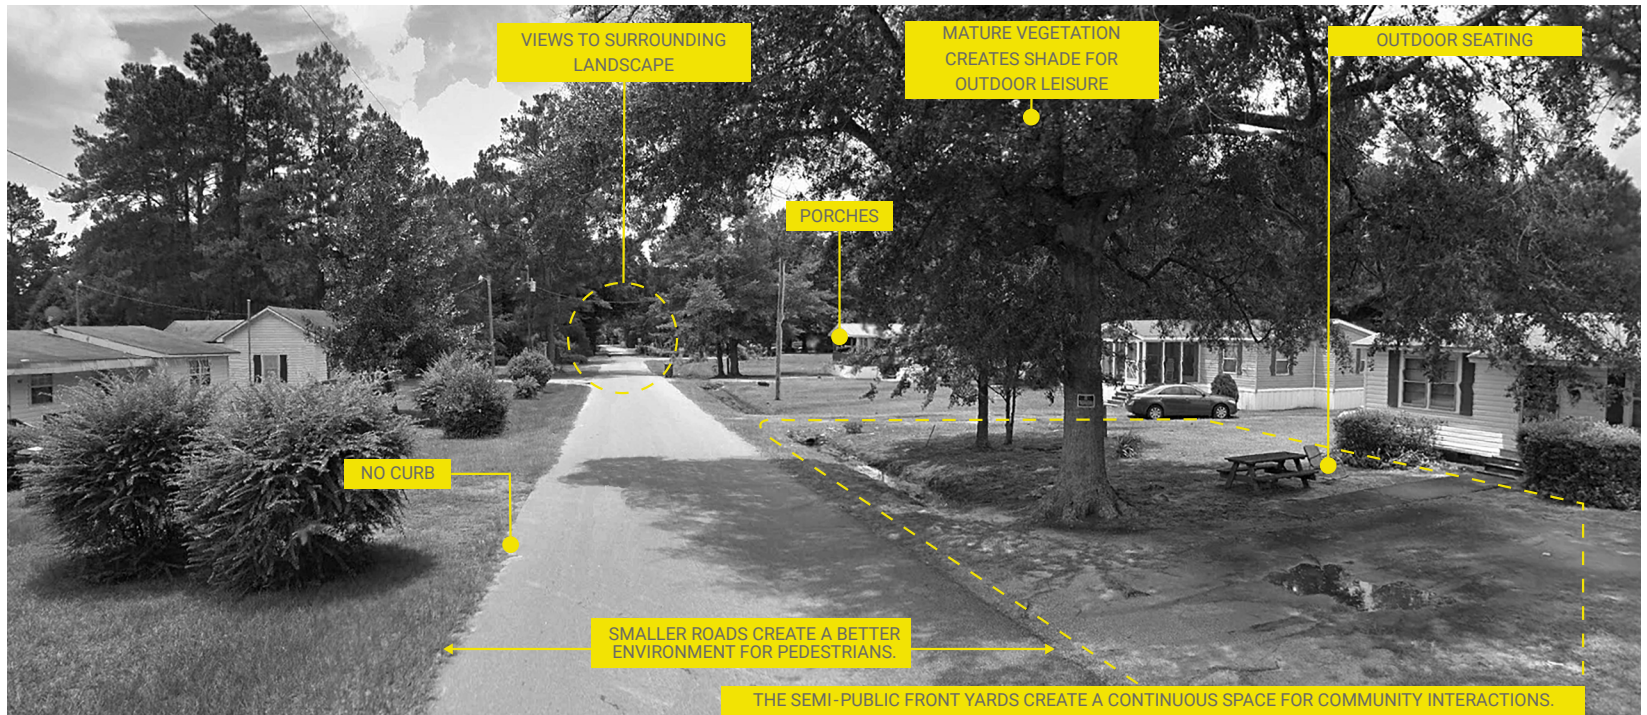 VIEWS TO SURROUNDING
LANDSCAPE
MATURE VEGETATION
CREATES SHADE FOR
OUTDOOR LEISURE
OUTDOOR SEATING
PORCHES
NO CURB
SMALLER ROADS CREATE A BETTER
ENVIRONMENT FOR PEDESTRIANS.
THE SEMI-PUBLIC FRONT YARDS CREATE A CONTINUOUS SPACE FOR COMMUNITY INTERACTIONS.